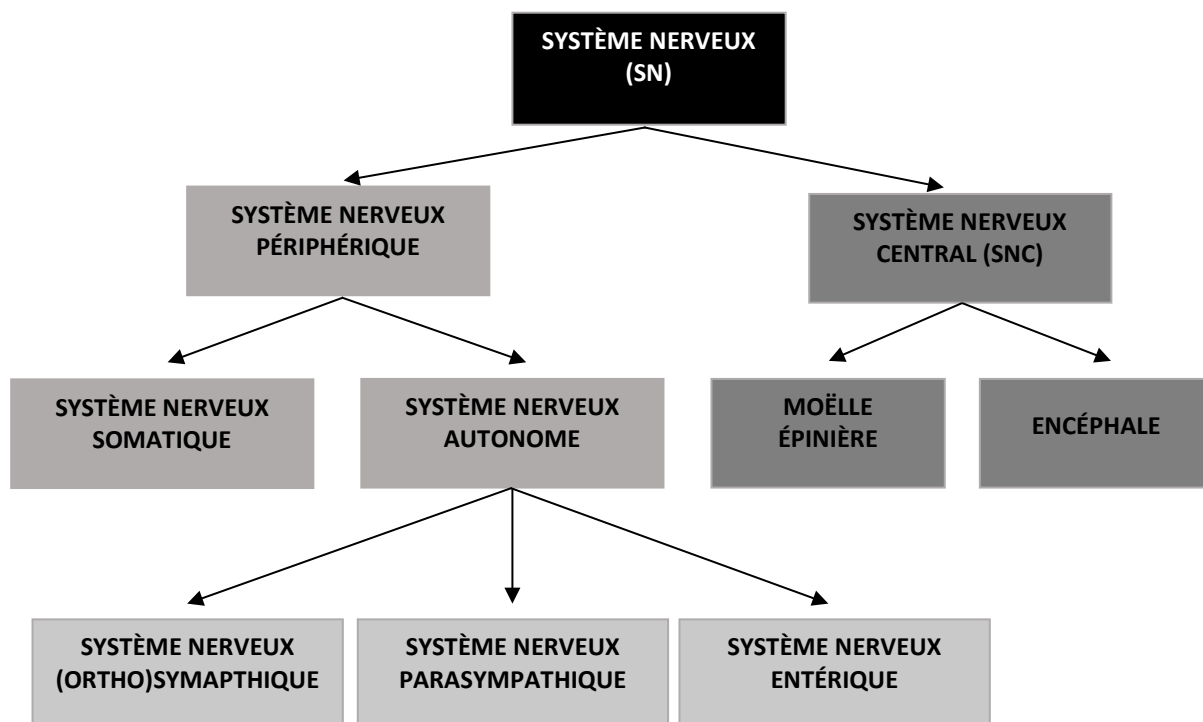 SYSTÈME NERVEUX
(SN)
SYSTÈME NERVEUX
PÉRIPHÉRIQUE
SYSTÈME NERVEUX
CENTRAL (SNC)
SYSTÈME NERVEUX
SOMATIQUE
SYSTÈME NERVEUX
AUTONOME
MOËLLE
ÉPINIÈRE
ENCÉPHALE
SYSTÈME NERVEUX
(ORTHO)SYMAPTHIQUE
SYSTÈME NERVEUX
PARASYMPATHIQUE
SYSTÈME NERVEUX
ENTÉRIQUE